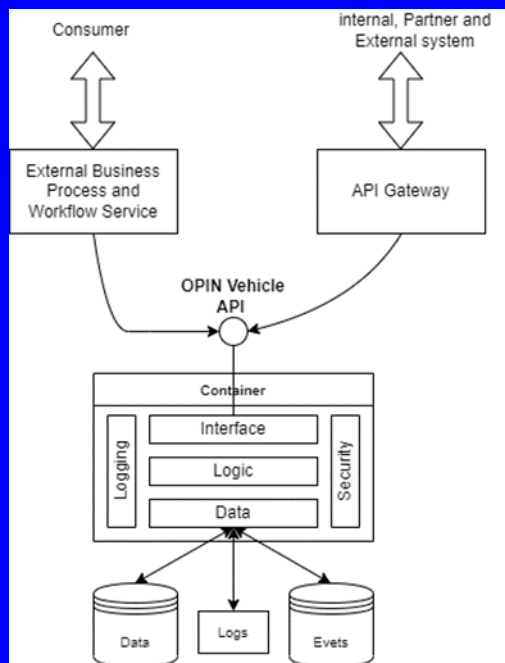 Consumer
internal, Partner and
External system
External Business
Process and
Workflow Service
API Gateway
OPIN Vehicle
API
Container
Logging
Interface
Logic
Data
Security
Data
Logs
Evets